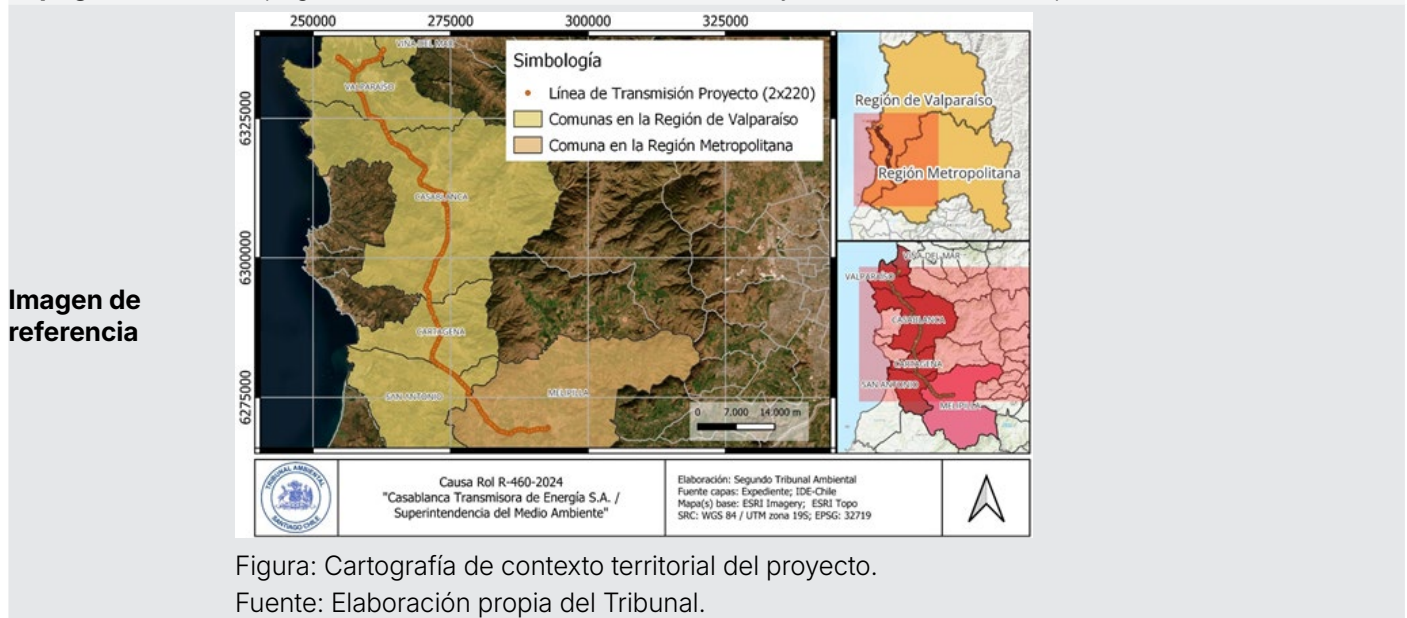 Imagen de
referencia
250000 275000 300000 325000
6325000
6300000
6275000
VIÑA DEL MAR
VALPARAÍSO
CASABLANCA
CARTAGENA
SAN ANTONIO
MELIPILLA
Simbología
Línea de Transmisión Proyecto (2x220)
Comunas en la Región de Valparaíso
Comuna en la Región Metropolitana
0 7.000 14.000 m
Región de Valparaíso
Región Metropolitana
VIÑA DEL MAR
VALPARAÍSO
CASABLANCA
CARTAGENA
SAN ANTONIO
MELIPILLA
TRIBUNAL AMBIENTAL
SANTIAGO CHILE
Causa Rol R-460-2024
"Casablanca Transmisora de Energía S.A. /
Superintendencia del Medio Ambiente"
Elaboración: Segundo Tribunal Ambiental
Fuente capas: Expediente; IDE-Chile
Mapa(s) base: ESRI Imagery; ESRI Topo
SRC: WGS 84 / UTM zona 19S; EPSG: 32719
Figura: Cartografía de contexto territorial del proyecto.
Fuente: Elaboración propia del Tribunal.